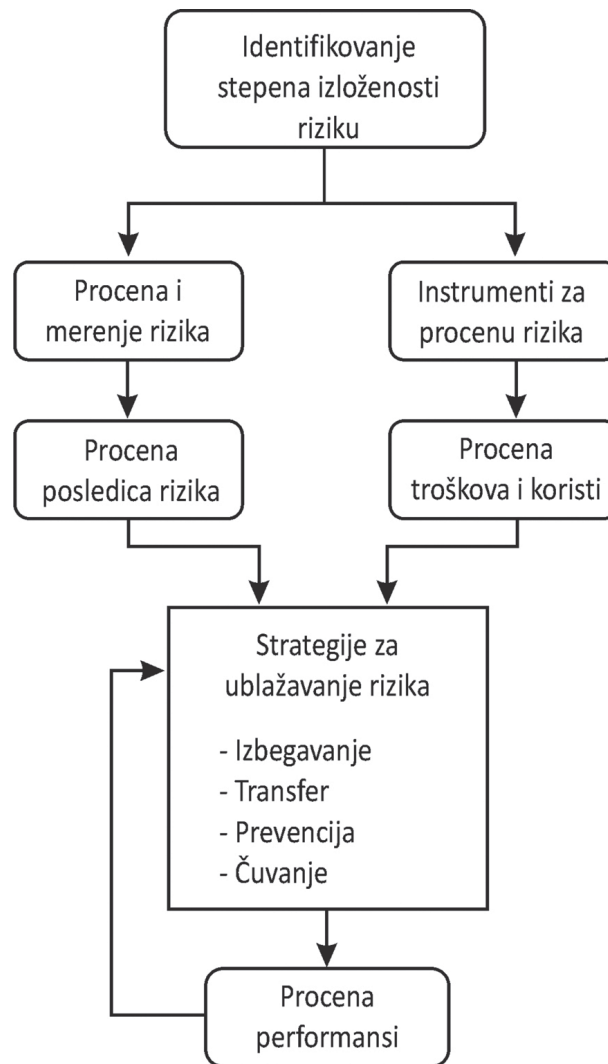 Identifikovanje
stepena izloženosti
riziku
Procena i
merenje rizika
Instrumenti za
procenu rizika
Procena
posledica rizika
Procena
troškova i koristi
Strategije za
ublažavanje rizika
- Izbegavanje
- Transfer
- Prevencija
- Čuvanje
Procena
performansi